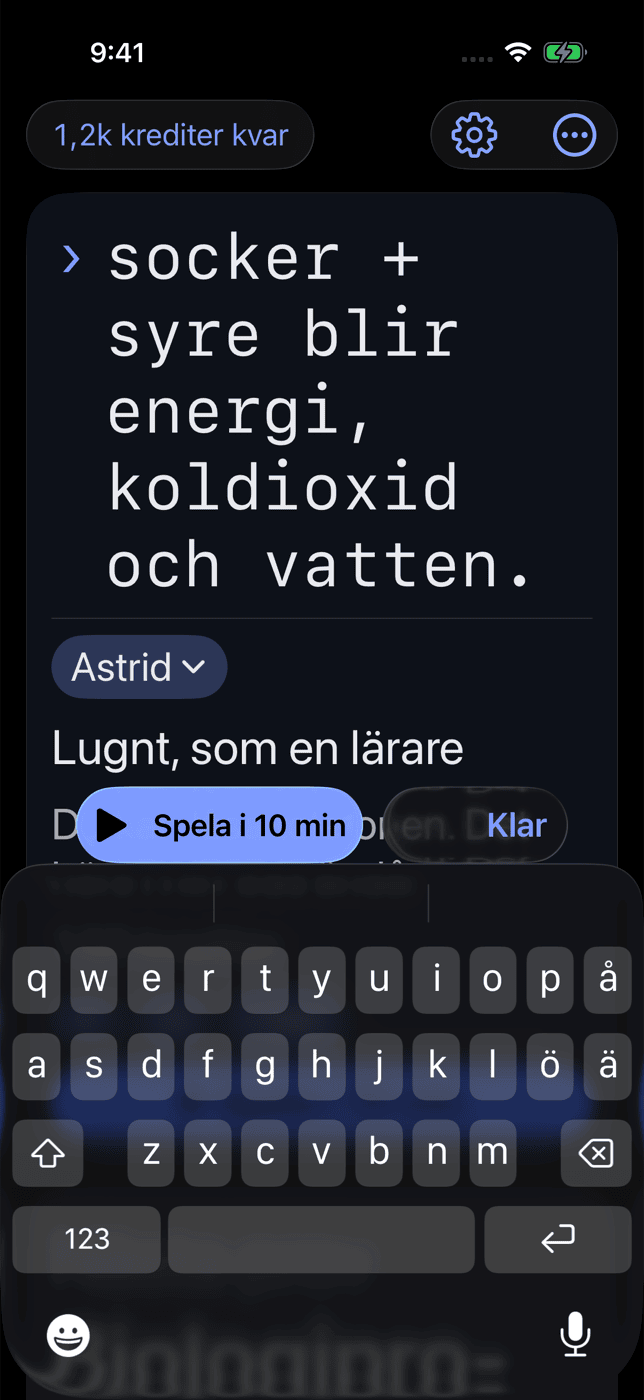 9:41
1,2k krediter kvar
› socker +
syre blir
energi,
koldioxid
och vatten.
Astrid
Lugnt, som en lärare
Spela i 10 min
Klar
q w e r t y u i o p å
a s d f g h j k l ö ä
z x c v b n m
123